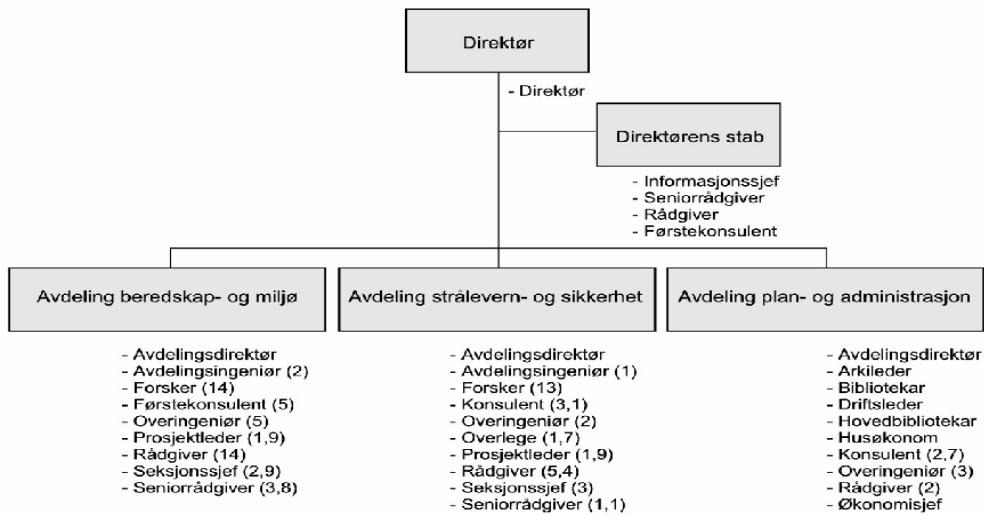 Direktør
- Direktør
Direktørens stab
- Informasjonssjef
- Seniorrådgiver
- Rådgiver
- Førstekonsulent
Avdeling beredskap- og miljø
- Avdelingsdirektør
- Avdelingsingeniør (2)
- Forsker (14)
- Førstekonsulent (5)
- Overingeniør (5)
- Prosjektleder (1,9)
- Rådgiver (14)
- Seksjonssjef (2,9)
- Seniorrådgiver (3,8)
Avdeling strålevern- og sikkerhet
- Avdelingsdirektør
- Avdelingsingeniør (1)
- Forsker (13)
- Konsulent (3,1)
- Overingeniør (2)
- Overlege (1,7)
- Prosjektleder (1,9)
- Rådgiver (5,4)
- Seksjonssjef (3)
- Seniorrådgiver (1,1)
Avdeling plan- og administrasjon
- Avdelingsdirektør
- Arkileder
- Bibliotekar
- Driftsleder
- Hovedbibliotekar
- Husøkonom
- Konsulent (2,7)
- Overingeniør (3)
- Rådgiver (2)
- Økonomisjef